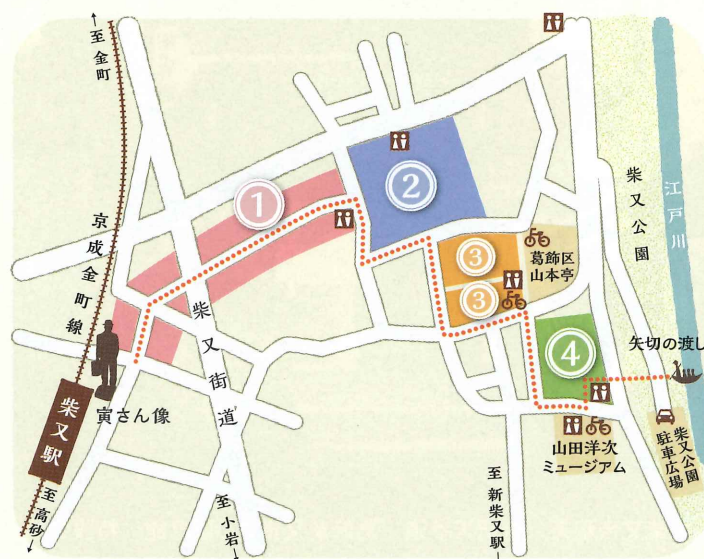 ←至金町
京成金町線
柴又駅
至高砂→
寅さん像
柴又街道
至小岩→
①
②
③
③
④
葛飾区
山本亭
柴又公園
江戸川
矢切の渡し
柴又公園
駐車広場
山田洋次
ミュージアム
至新柴又駅→